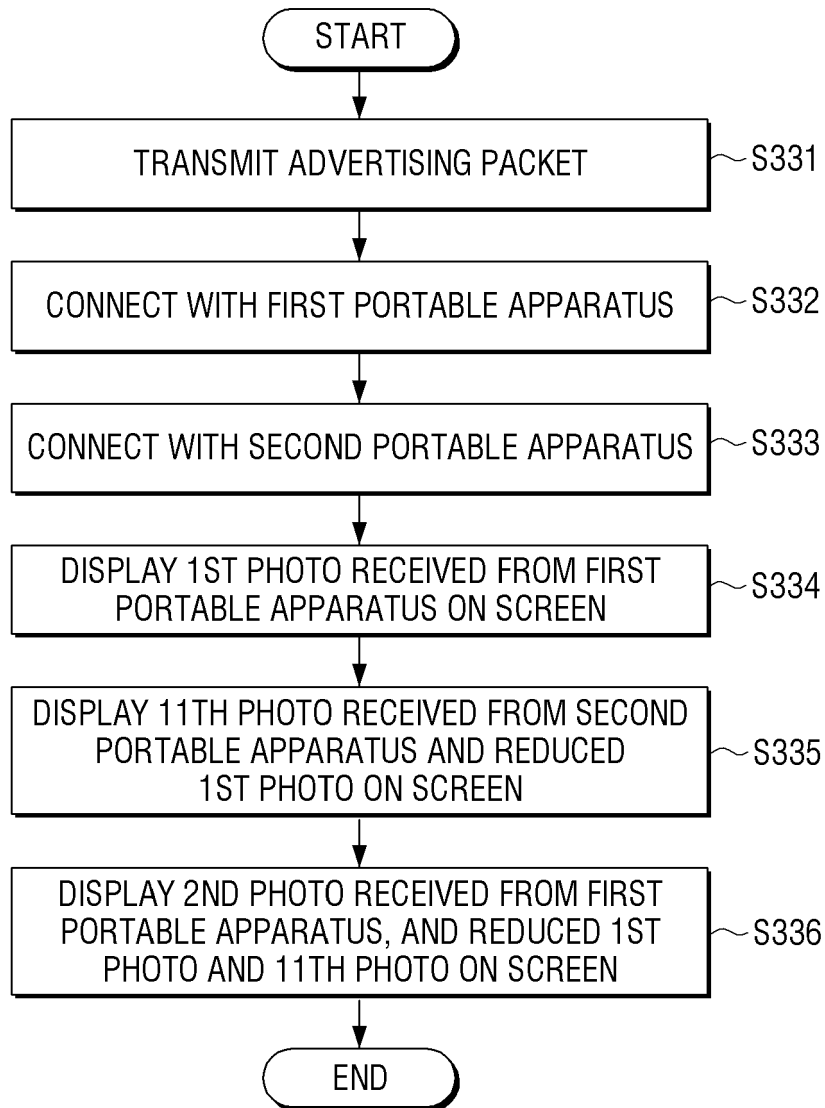 START
TRANSMIT ADVERTISING PACKET
S331
CONNECT WITH FIRST PORTABLE APPARATUS
S332
CONNECT WITH SECOND PORTABLE APPARATUS
S333
DISPLAY 1ST PHOTO RECEIVED FROM FIRST
PORTABLE APPARATUS ON SCREEN
S334
DISPLAY 11TH PHOTO RECEIVED FROM SECOND
PORTABLE APPARATUS AND REDUCED
1ST PHOTO ON SCREEN
S335
DISPLAY 2ND PHOTO RECEIVED FROM FIRST
PORTABLE APPARATUS, AND REDUCED 1ST
PHOTO AND 11TH PHOTO ON SCREEN
S336
END